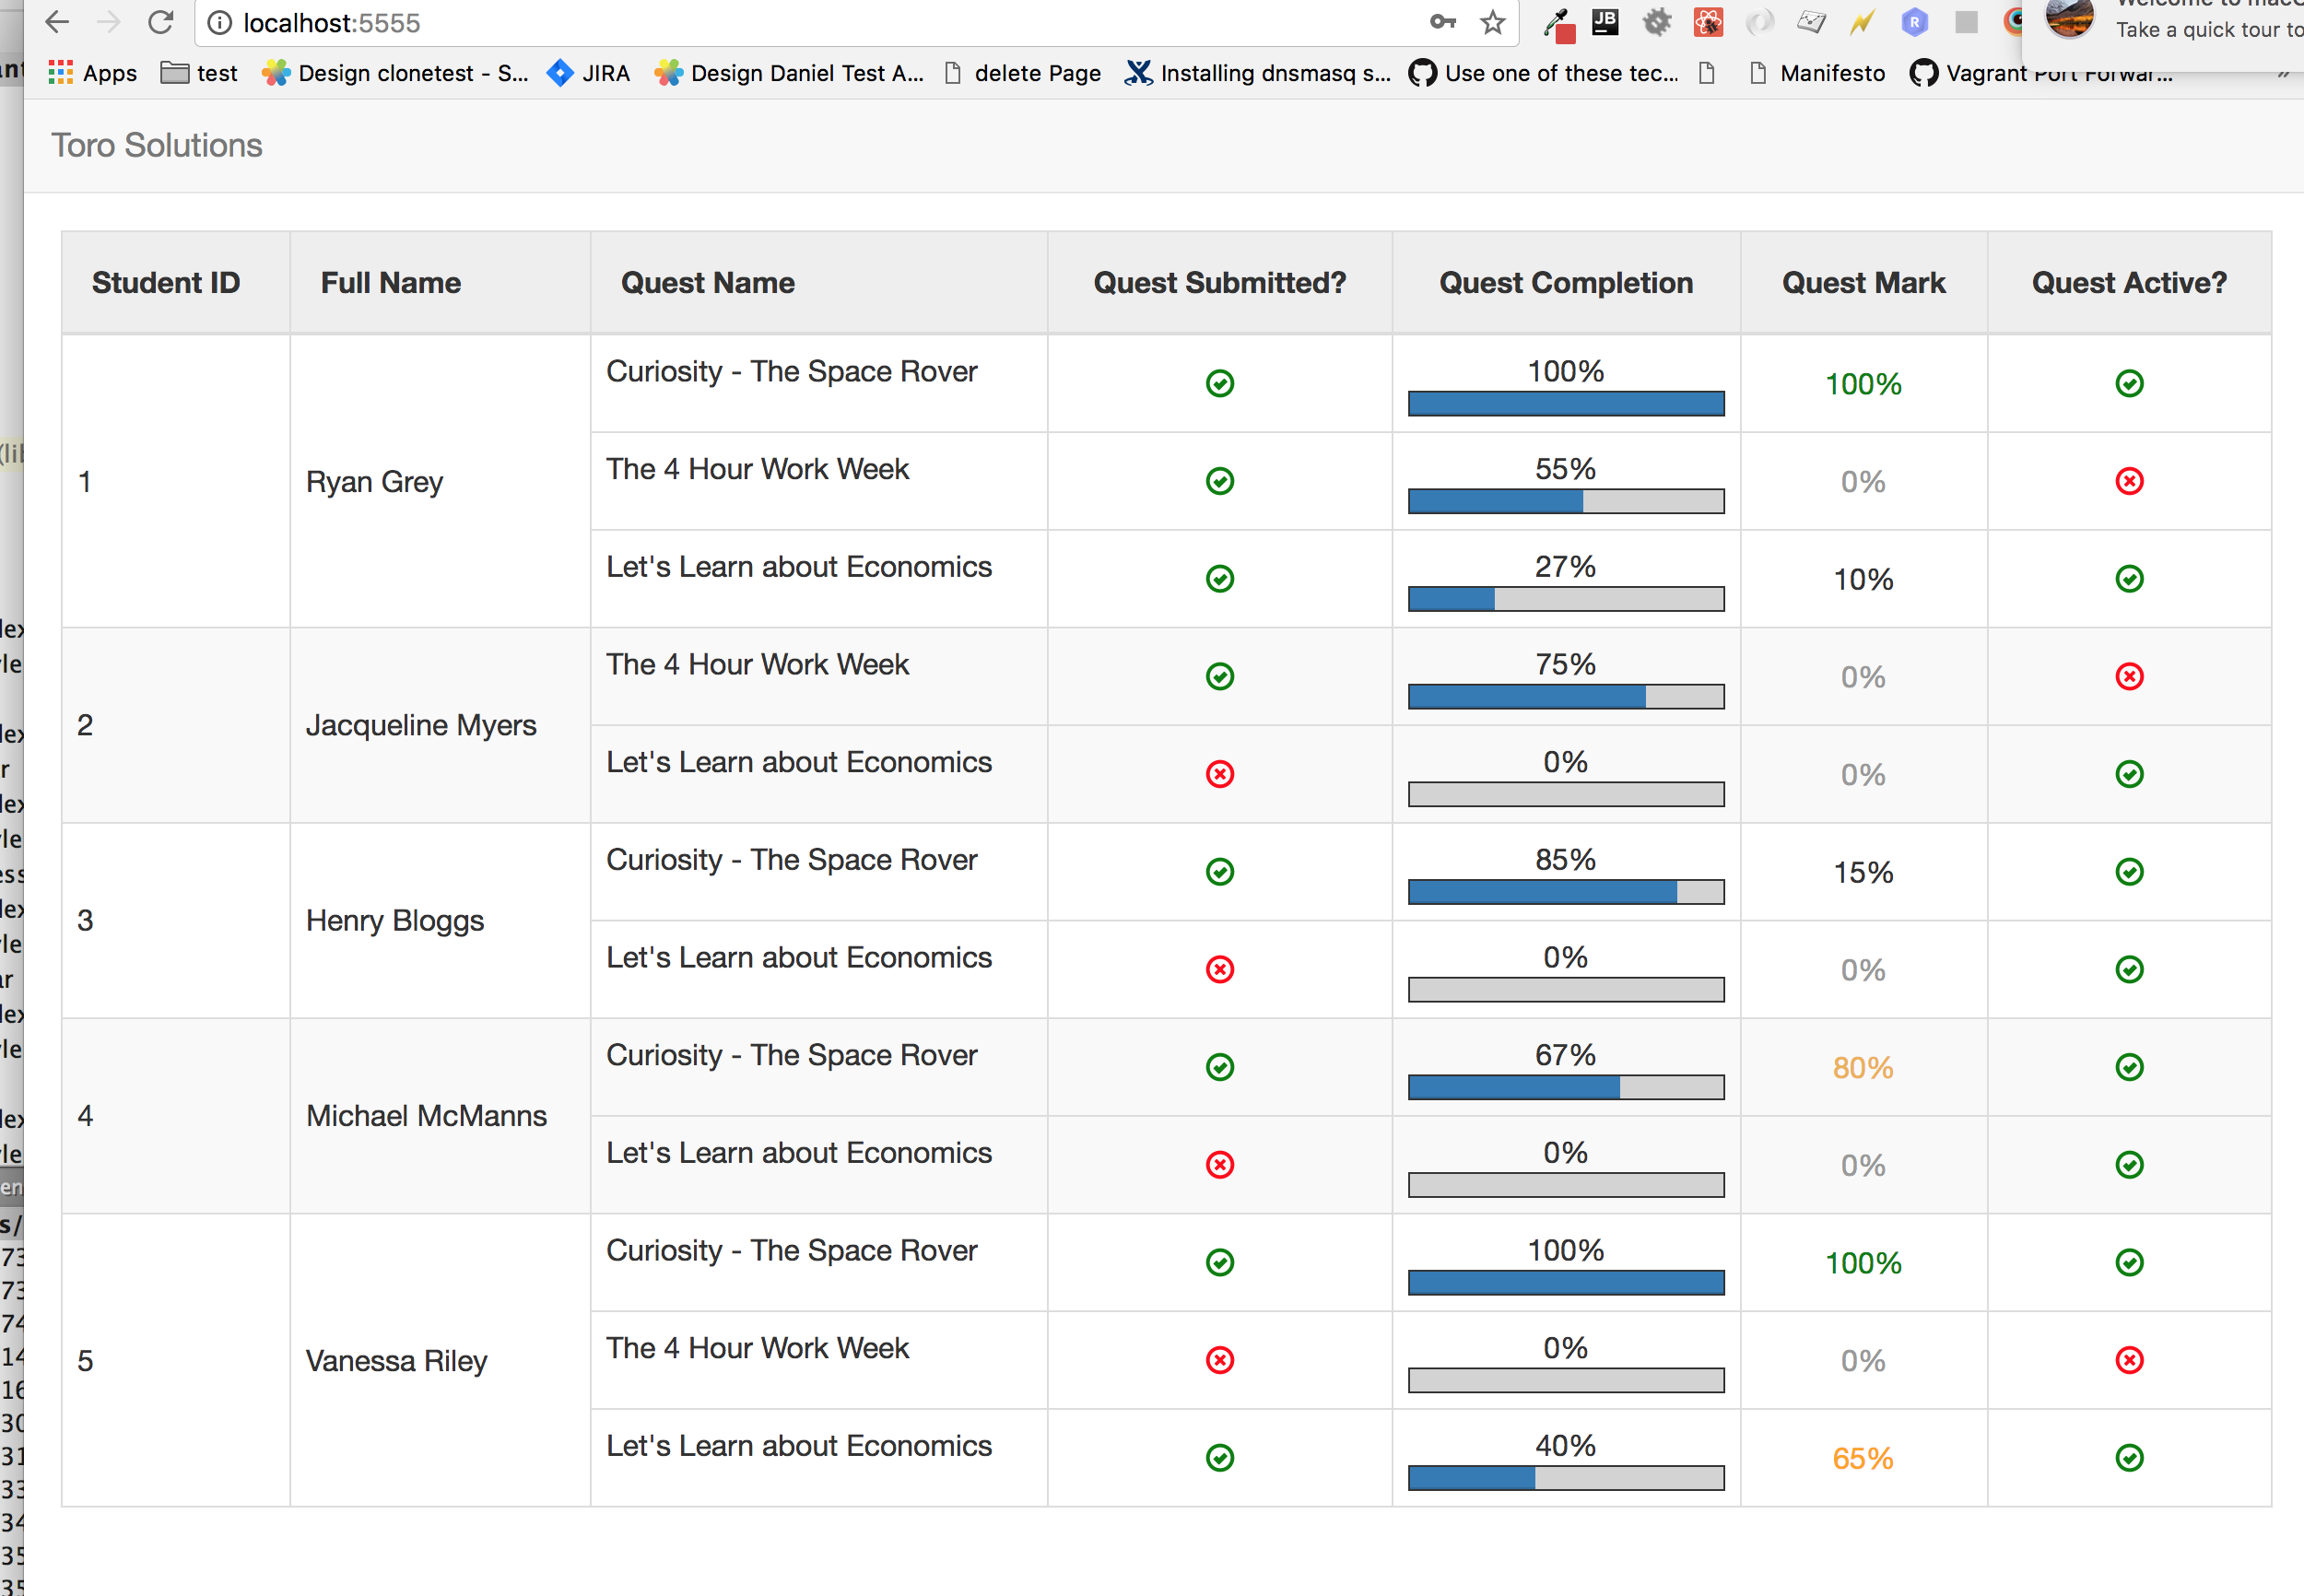 localhost:5555
Take a quick tour to
Apps test Design clonetest - S... JIRA Design Daniel Test A... delete Page Installing dnsmasq s... Use one of these tec... Manifesto Vagrant Port Forwar... »
Toro Solutions
Student ID Full Name Quest Name Quest Submitted? Quest Completion Quest Mark Quest Active?
1 Ryan Grey Curiosity - The Space Rover 100% 100%
The 4 Hour Work Week 55% 0%
Let's Learn about Economics 27% 10%
2 Jacqueline Myers The 4 Hour Work Week 75% 0%
Let's Learn about Economics 0% 0%
3 Henry Bloggs Curiosity - The Space Rover 85% 15%
Let's Learn about Economics 0% 0%
4 Michael McManns Curiosity - The Space Rover 67% 80%
Let's Learn about Economics 0% 0%
5 Vanessa Riley Curiosity - The Space Rover 100% 100%
The 4 Hour Work Week 0% 0%
Let's Learn about Economics 40% 65%